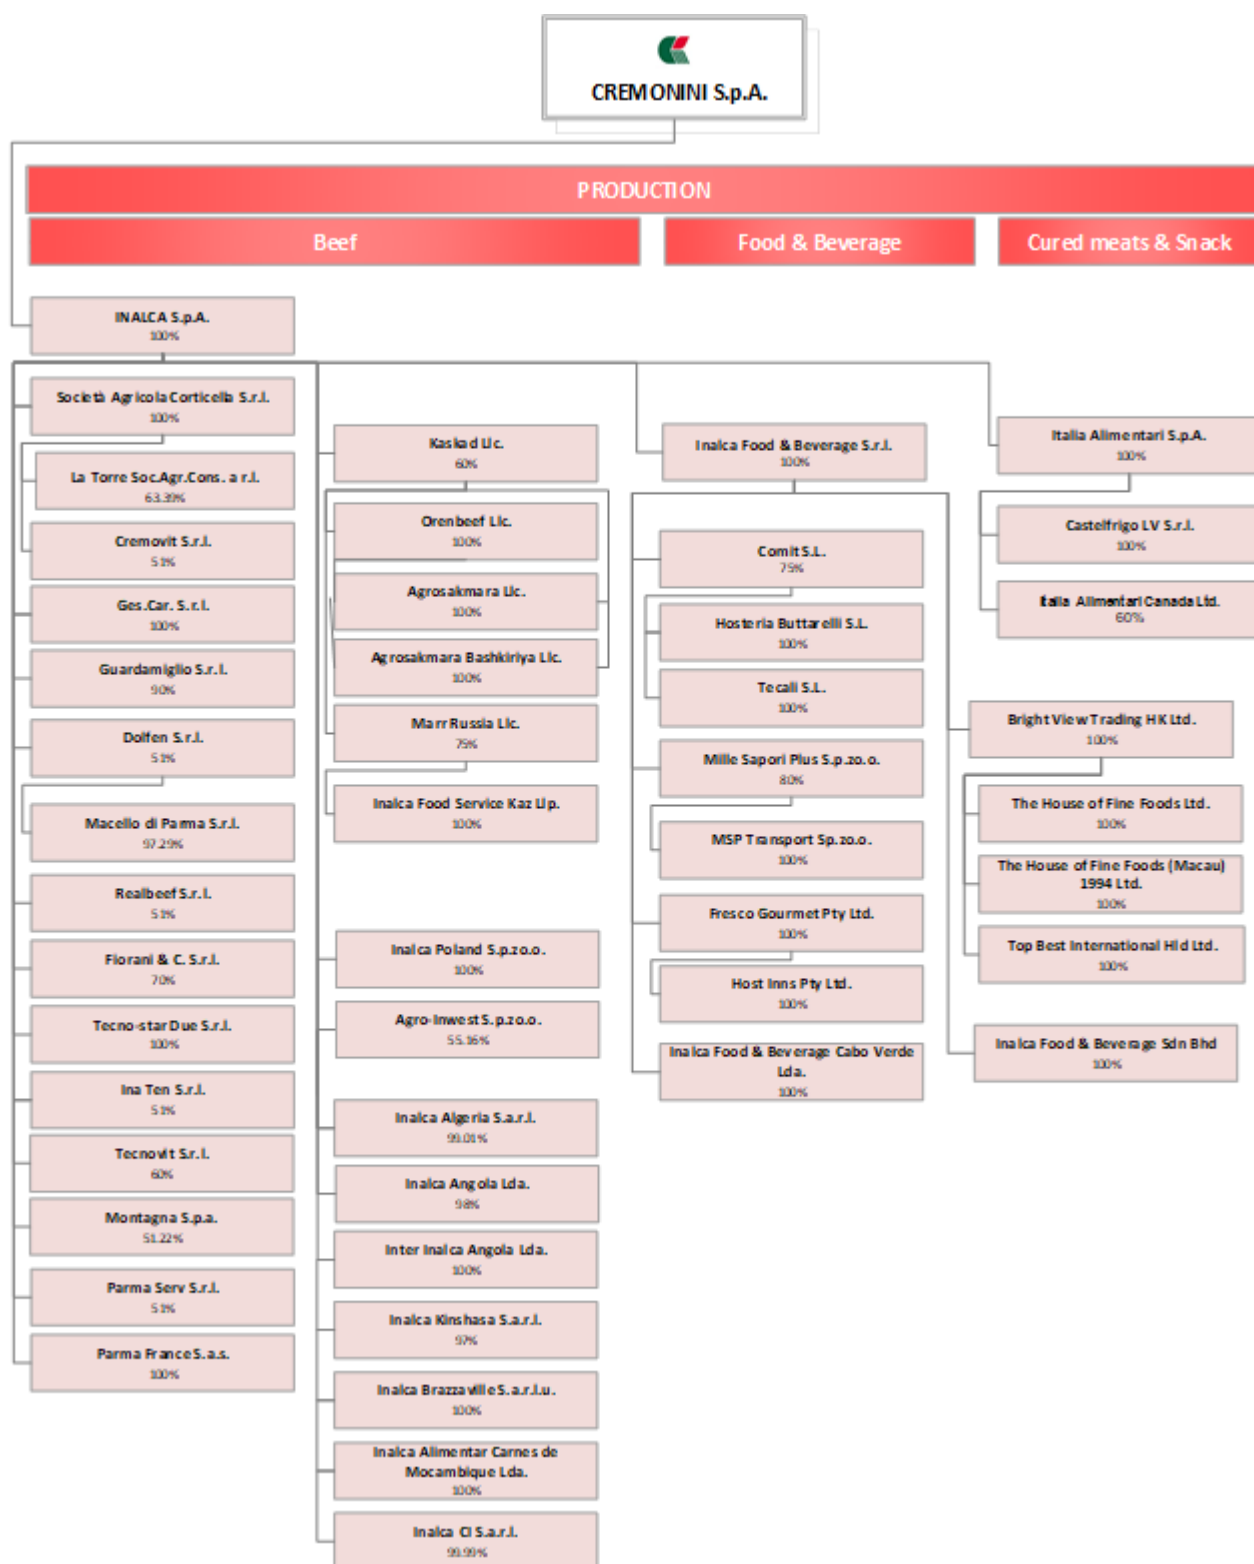 CREMONINI S.p.A.
PRODUCTION
Beef
Food & Beverage
Cured meats & Snack
INALCA S.p.A.
100%
Società Agricola Corticella S.r.l.
100%
La Torre Soc.Agr.Cons. a r.l.
63.39%
Cremovit S.r.l.
51%
Ges.Car. S.r.l.
100%
Guardamiglio S.r.l.
90%
Dolfen S.r.l.
51%
Macello di Parma S.r.l.
97.29%
Realbeef S.r.l.
51%
Fiorani & C. S.r.l.
70%
Tecno-star Due S.r.l.
100%
Ina Ten S.r.l.
51%
Tecnovit S.r.l.
60%
Montagna S.p.a.
51.22%
Parma Serv S.r.l.
51%
Parma France S.a.s.
100%
Kaskad Llc.
60%
Orenbeef Llc.
100%
Agrosakmara Llc.
100%
Agrosakmara Bashkiriya Llc.
100%
Marr Russia Llc.
75%
Inalca Food Service Kaz Llp.
100%
Inalca Poland S.p.zo.o.
100%
Agro-Inwest S.p.zo.o.
55.16%
Inalca Algeria S.a.r.l.
99.01%
Inalca Angola Lda.
98%
Inter Inalca Angola Lda.
100%
Inalca Kinshasa S.a.r.l.
97%
Inalca Brazzaville S.a.r.l.u.
100%
Inalca Alimentar Carnes de
Mocambique Lda.
100%
Inalca CI S.a.r.l.
99.99%
Inalca Food & Beverage S.r.l.
100%
Comit S.L.
75%
Hosteria Buttarelli S.L.
100%
Tecali S.L.
100%
Mille Sapori Plus S.p.zo.o.
80%
MSP Transport Sp.zo.o.
100%
Fresco Gourmet Pty Ltd.
100%
Host Inns Pty Ltd.
100%
Inalca Food & Beverage Cabo Verde
Lda.
100%
Italia Alimentari S.p.A.
100%
Castelfrigo LV S.r.l.
100%
Italia Alimentari Canada Ltd.
60%
Bright View Trading HK Ltd.
100%
The House of Fine Foods Ltd.
100%
The House of Fine Foods (Macau)
1994 Ltd.
100%
Top Best International Hld Ltd.
100%
Inalca Food & Beverage Sdn Bhd
100%